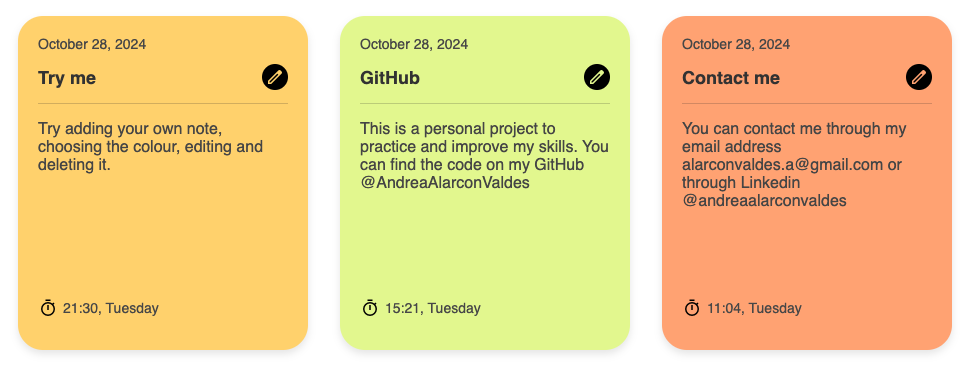 October 28, 2024
Try me
Try adding your own note,
choosing the colour, editing and
deleting it.
21:30, Tuesday
October 28, 2024
GitHub
This is a personal project to
practice and improve my skills. You
can find the code on my GitHub
@AndreaAlarconValdes
15:21, Tuesday
October 28, 2024
Contact me
You can contact me through my
email address
alarconvaldes.a@gmail.com or
through Linkedin
@andreaalarconvaldes
11:04, Tuesday